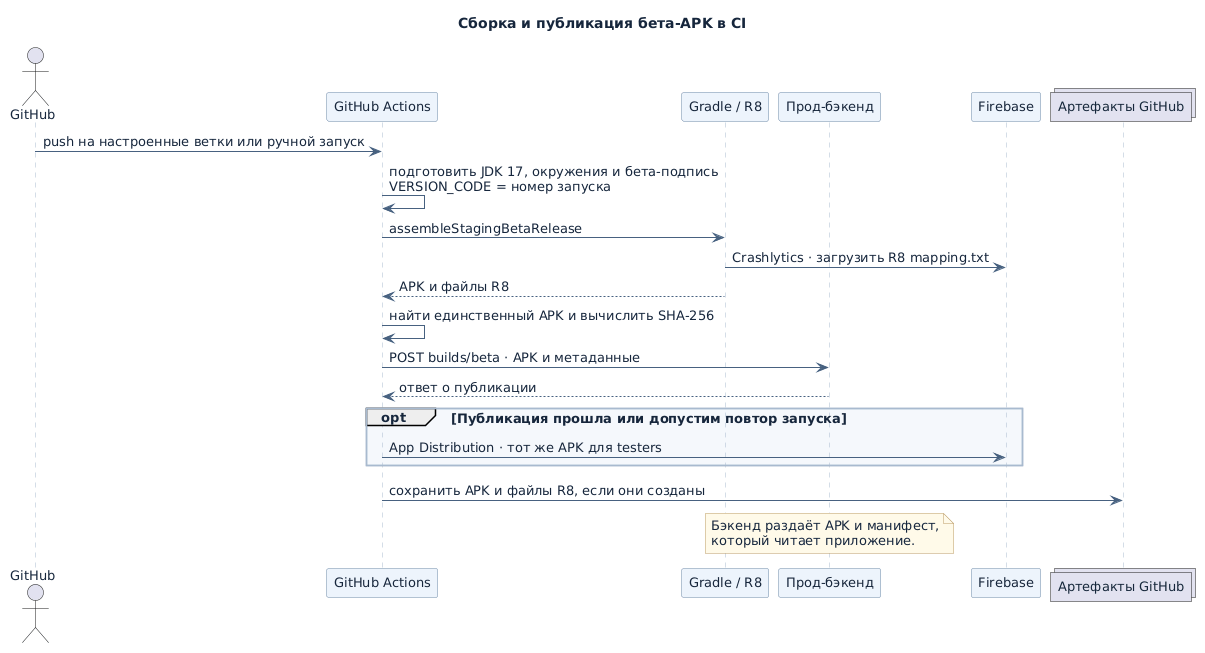 Сборка и публикация бета-APK в CI
GitHub
GitHub Actions
Gradle / R8
Прод-бэкенд
Firebase
Артефакты GitHub
push на настроенные ветки или ручной запуск
подготовить JDK 17, окружения и бета-подпись
VERSION_CODE = номер запуска
assembleStagingBetaRelease
Crashlytics · загрузить R8 mapping.txt
APK и файлы R8
найти единственный APK и вычислить SHA-256
POST builds/beta · APK и метаданные
ответ о публикации
opt
[Публикация прошла или допустим повтор запуска]
App Distribution · тот же APK для testers
сохранить APK и файлы R8, если они созданы
Бэкенд раздаёт APK и манифест,
который читает приложение.
GitHub
GitHub Actions
Gradle / R8
Прод-бэкенд
Firebase
Артефакты GitHub